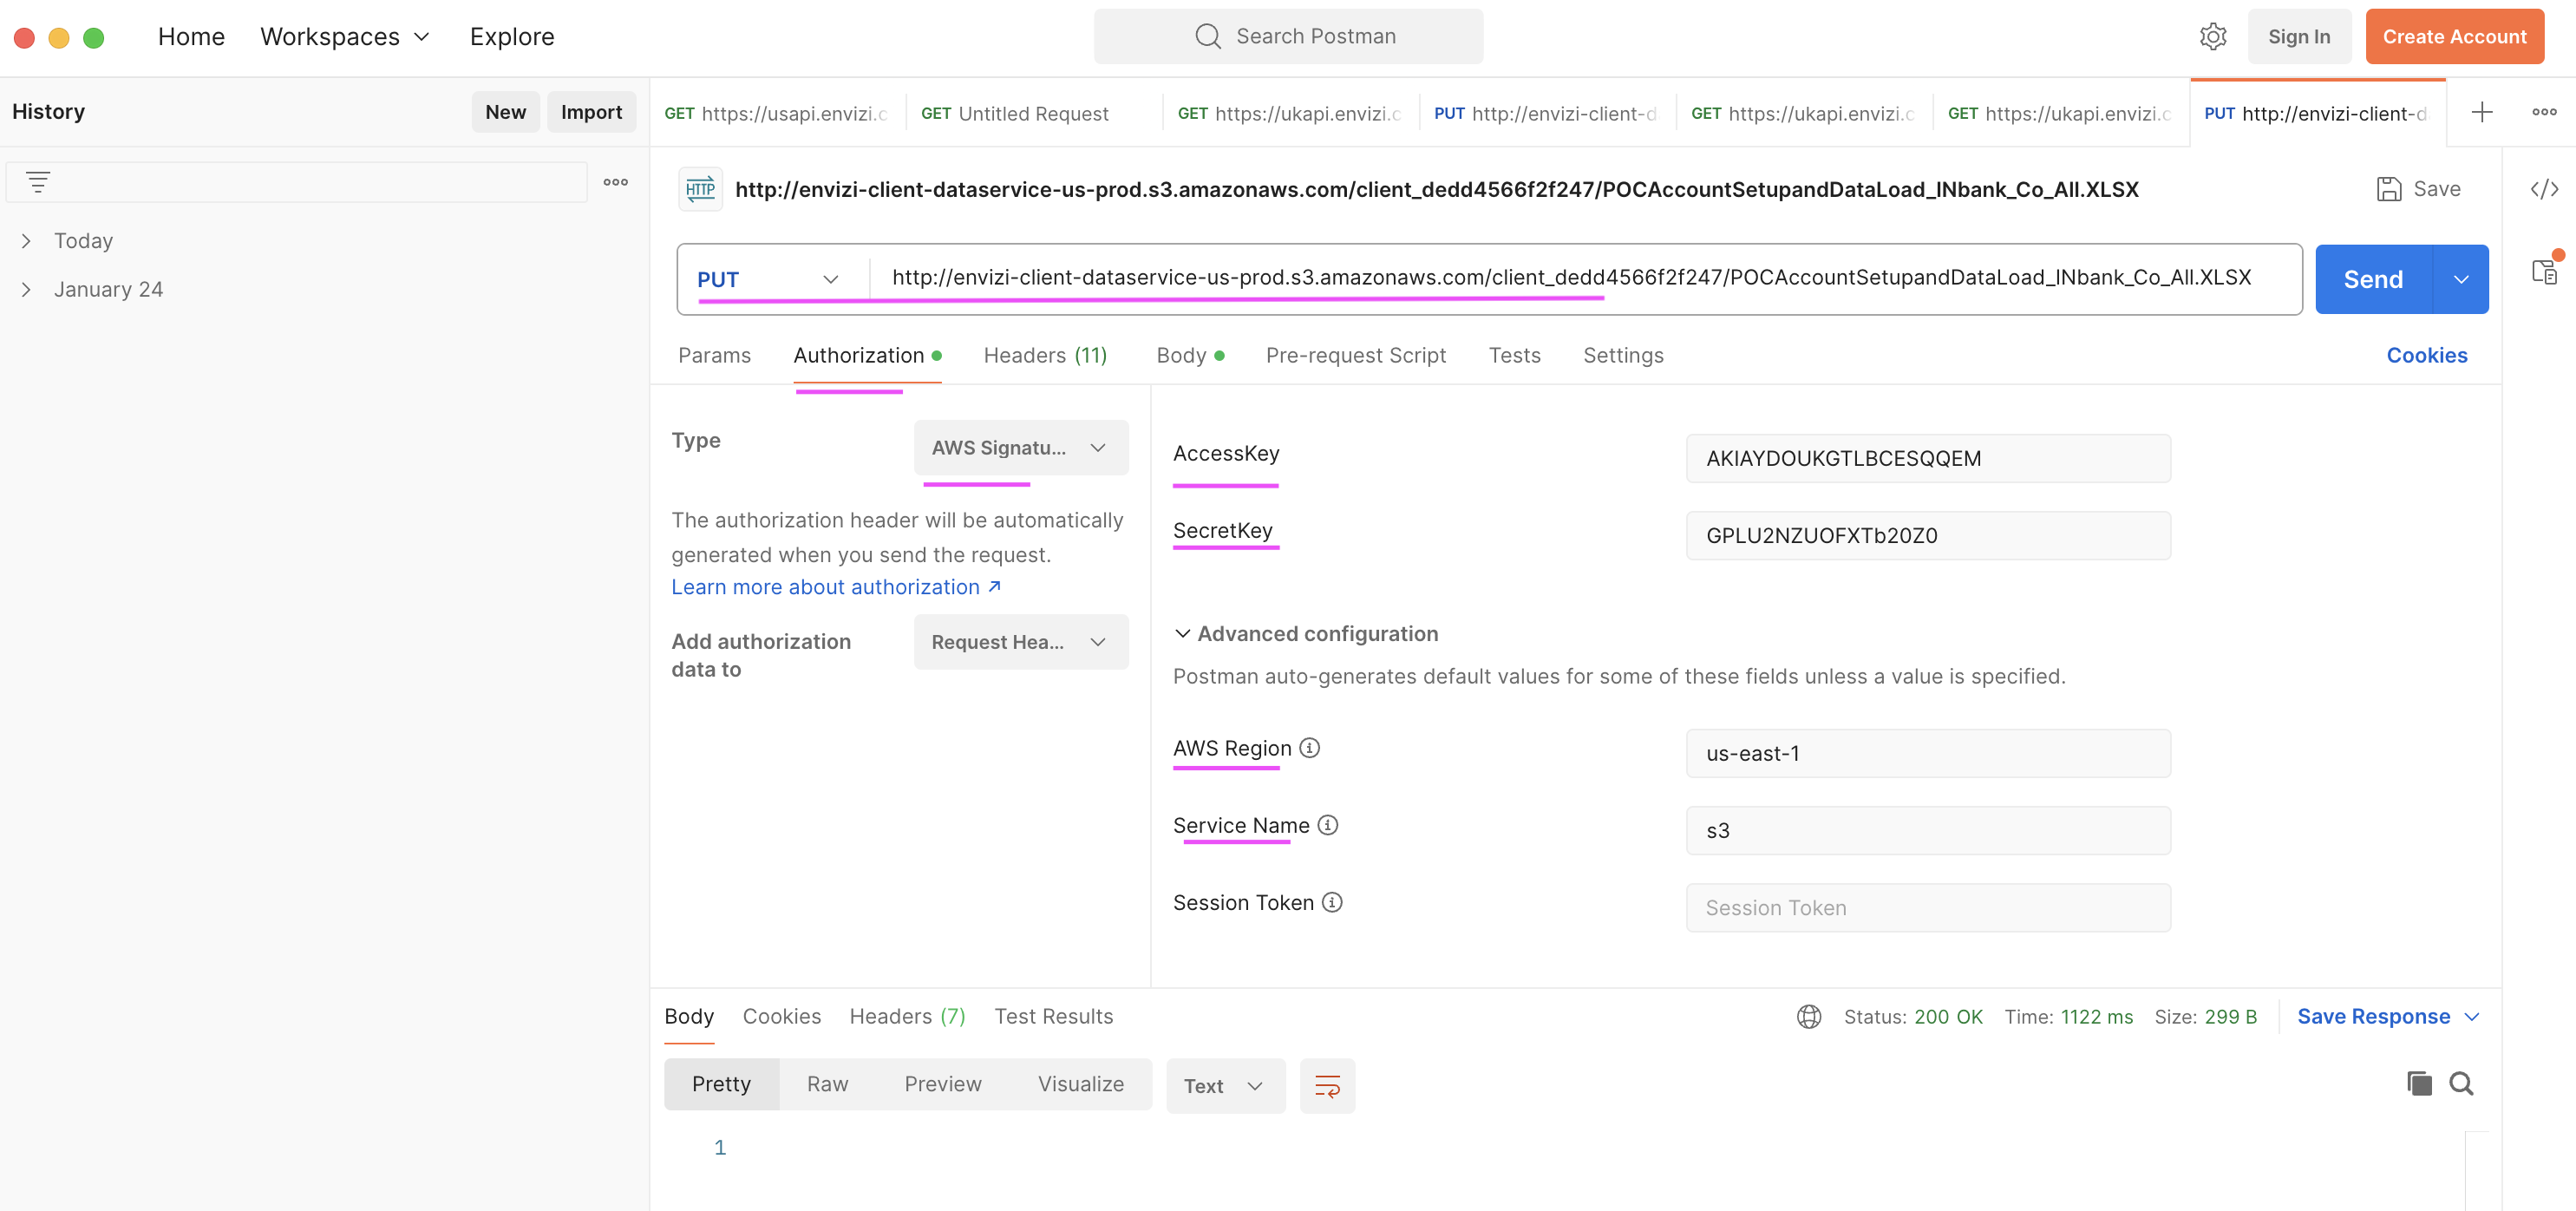 Home Workspaces Explore Search Postman Sign In Create Account
History New Import
GET https://usapi.envizi.c GET Untitled Request GET https://ukapi.envizi.c PUT http://envizi-client-d GET https://ukapi.envizi.c GET https://ukapi.envizi.c PUT http://envizi-client-d
Today
January 24
HTTP http://envizi-client-dataservice-us-prod.s3.amazonaws.com/client_dedd4566f2f247/POCAccountSetupandDataLoad_INbank_Co_All.XLSX Save
PUT http://envizi-client-dataservice-us-prod.s3.amazonaws.com/client_dedd4566f2f247/POCAccountSetupandDataLoad_INbank_Co_All.XLSX Send
Params Authorization Headers (11) Body Pre-request Script Tests Settings Cookies
Type AWS Signatu...
The authorization header will be automatically
generated when you send the request.
Learn more about authorization ↗
Add authorization
data to
Request Hea...
AccessKey AKIAYDOUKGTLBCESQQEM
SecretKey GPLU2NZUOFXTb20Z0
Advanced configuration
Postman auto-generates default values for some of these fields unless a value is specified.
AWS Region us-east-1
Service Name s3
Session Token Session Token
Body Cookies Headers (7) Test Results Status: 200 OK Time: 1122 ms Size: 299 B Save Response
Pretty Raw Preview Visualize Text
1